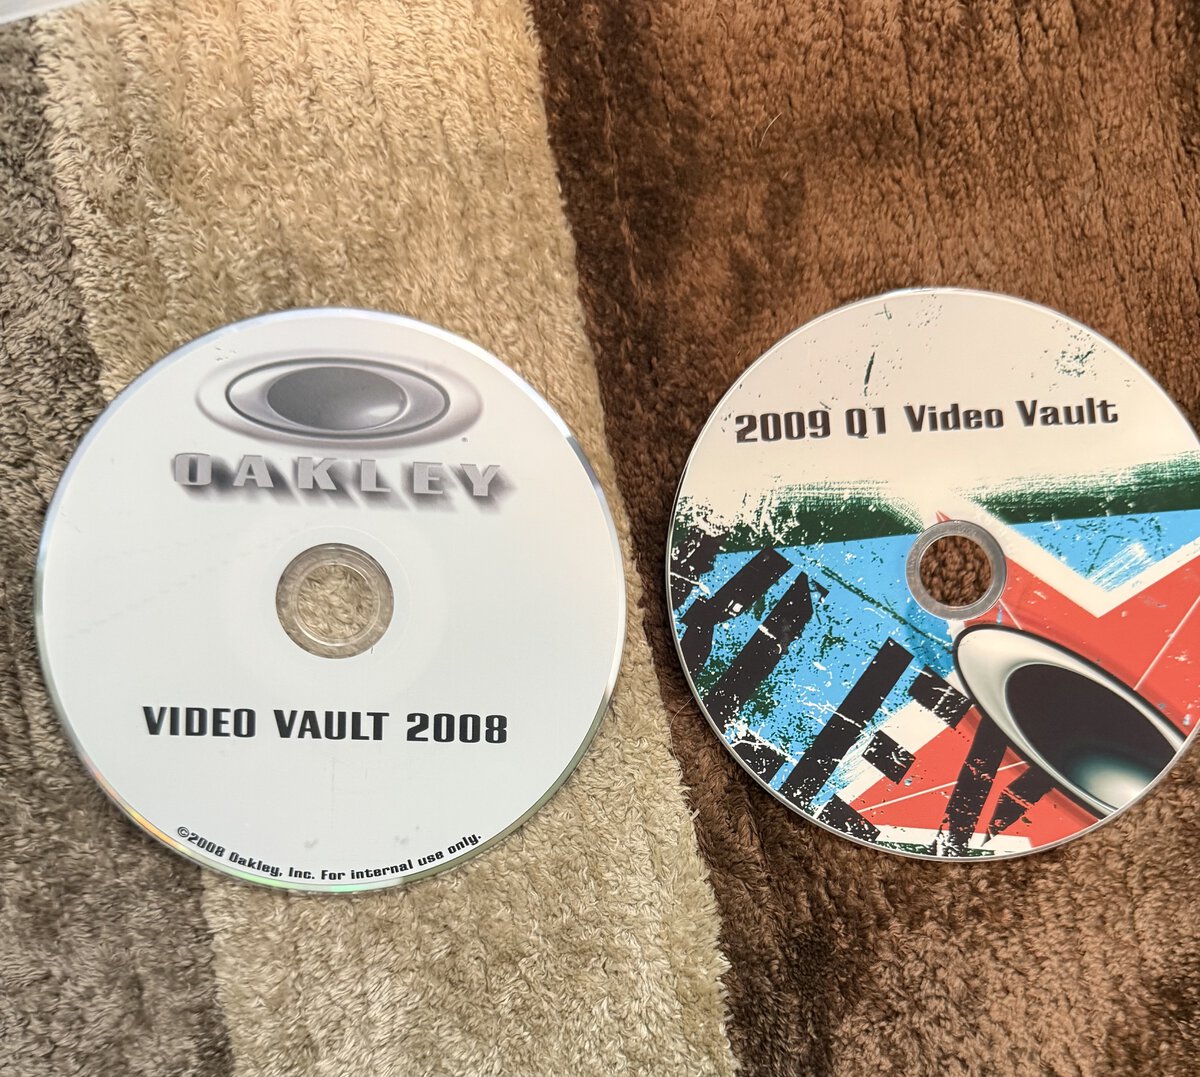 OAKLEY
VIDEO VAULT 2008
©2008 Oakley, Inc. For internal use only.
2009 Q1 Video Vault